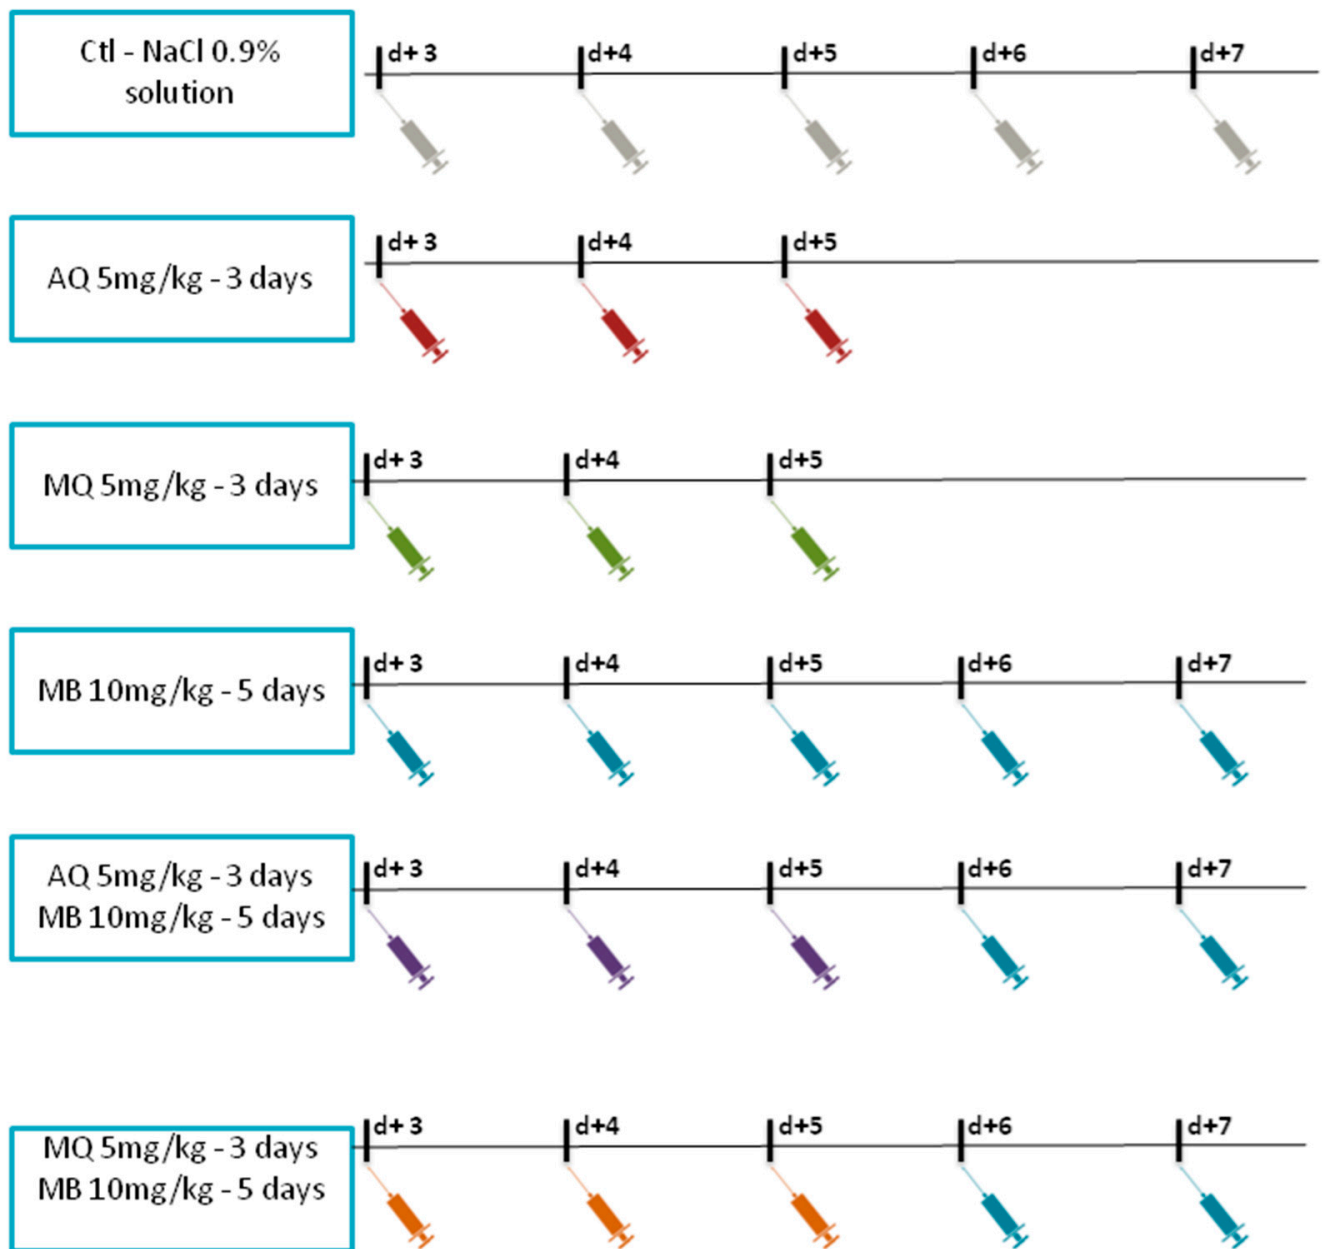 Ctl - NaCl 0.9%
solution
d+ 3 d+4 d+5 d+6 d+7
AQ 5mg/kg - 3 days
d+ 3 d+4 d+5
MQ 5mg/kg - 3 days
d+ 3 d+4 d+5
MB 10mg/kg - 5 days
d+ 3 d+4 d+5 d+6 d+7
AQ 5mg/kg - 3 days
MB 10mg/kg - 5 days
d+ 3 d+4 d+5 d+6 d+7
MQ 5mg/kg - 3 days
MB 10mg/kg - 5 days
d+ 3 d+4 d+5 d+6 d+7